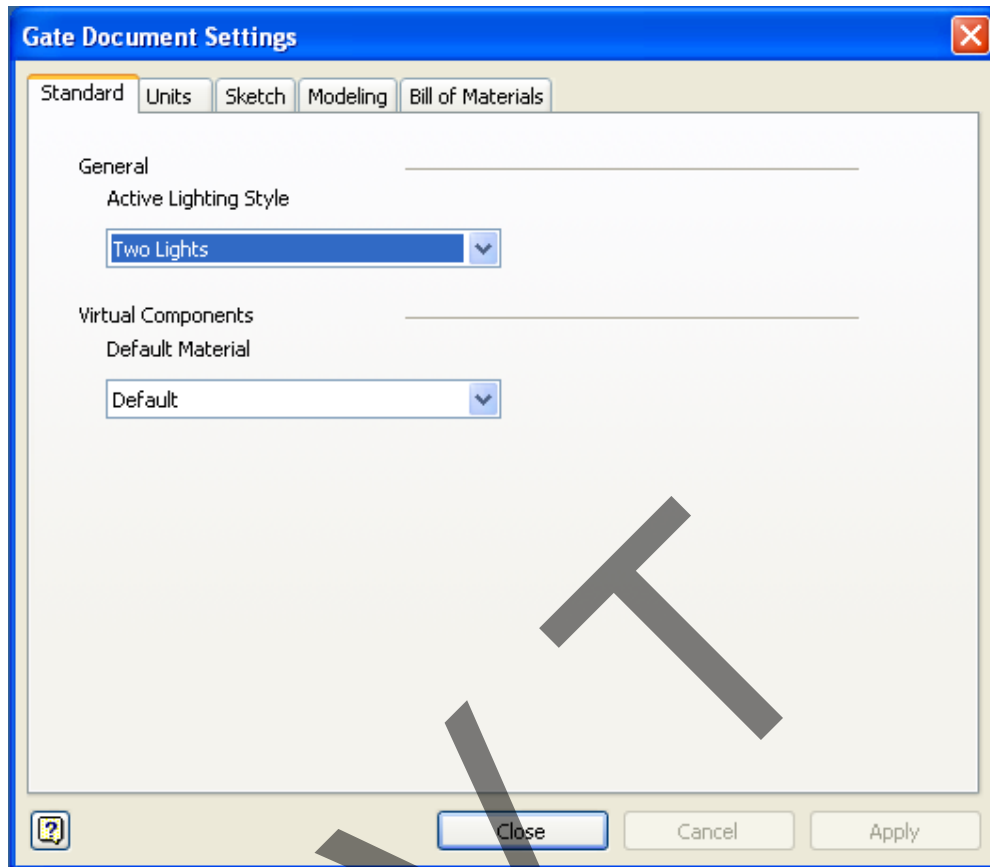 Gate Document Settings
Standard Units Sketch Modeling Bill of Materials
General
Active Lighting Style
Two Lights
Virtual Components
Default Material
Default
Close Cancel Apply